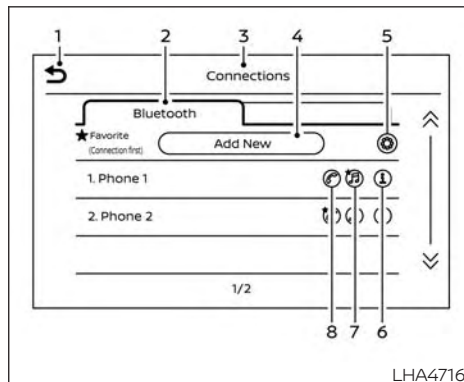 1 2 3 4 5
Connections
Bluetooth
Favorite
(Connection first)
Add New
1. Phone 1
2. Phone 2
1/2
8 7 6
LHA4716